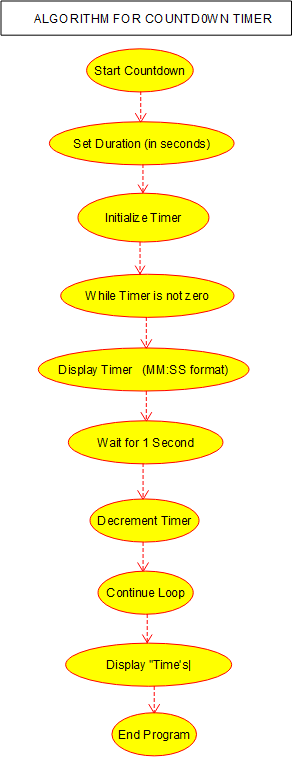 ALGORITHM FOR COUNTD0WN TIMER
Start Countdown
Set Duration (in seconds)
Initialize Timer
While Timer is not zero
Display Timer (MM:SS format)
Wait for 1 Second
Decrement Timer
Continue Loop
Display "Time's|
End Program